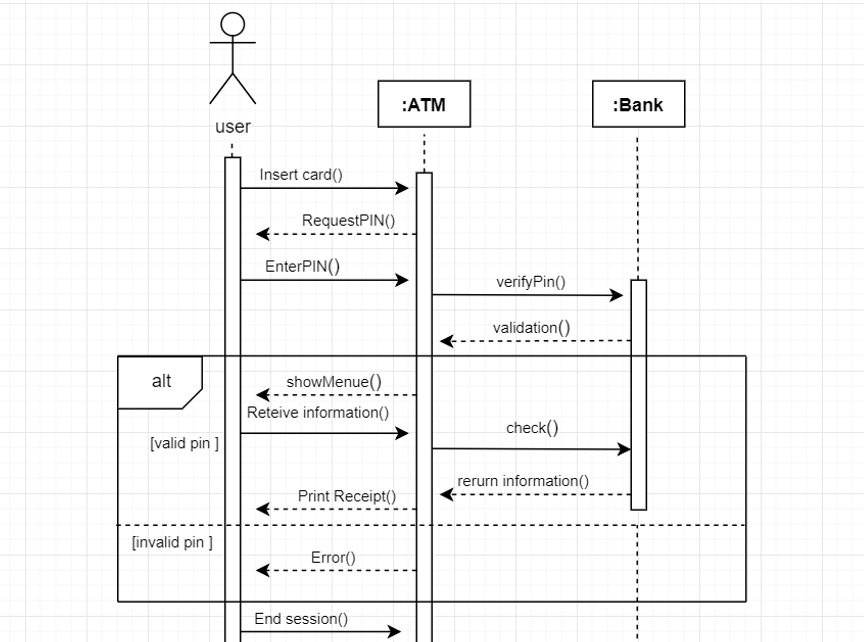 user
:ATM
:Bank
Insert card()
RequestPIN()
EnterPIN()
verifyPin()
validation()
alt
showMenue()
Reteive information()
check()
[valid pin ]
rerurn information()
Print Receipt()
[invalid pin ]
Error()
End session()